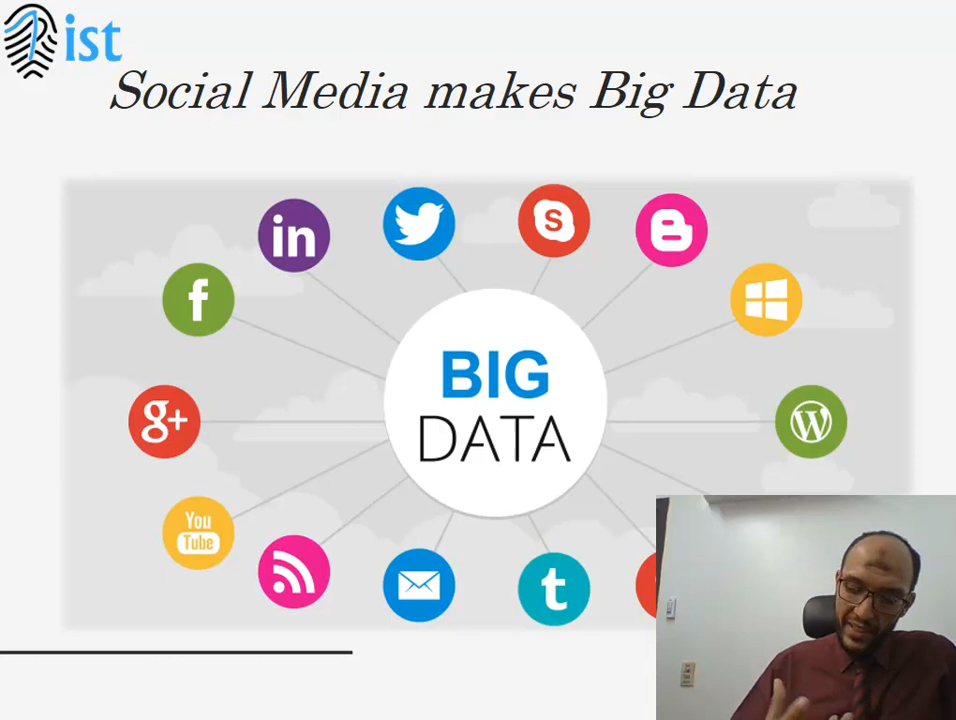 ist
Social Media makes Big Data
in
S
B
f
BIG
DATA
g+
W
You
Tube
t